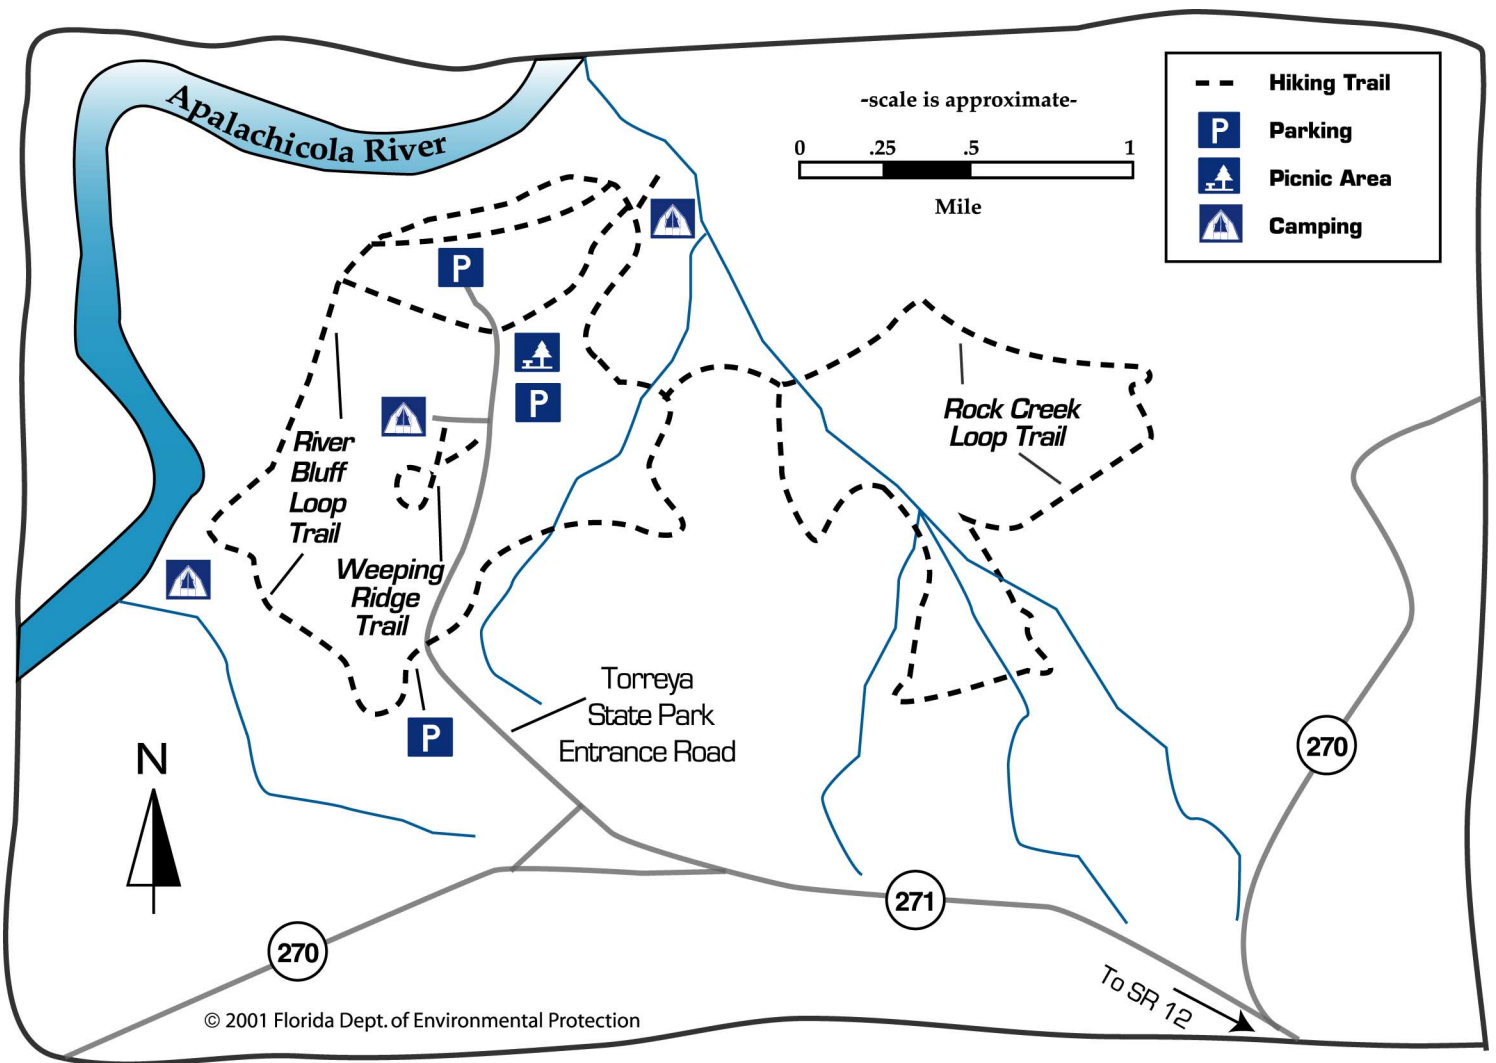 Apalachicola River
-scale is approximate-
0 .25 .5 1
Mile
Hiking Trail
P Parking
Picnic Area
Camping
P
P
Rock Creek
Loop Trail
River
Bluff
Loop
Trail
Weeping
Ridge
Trail
P
Torreya
State Park
Entrance Road
N
270
271
270
To SR 12
© 2001 Florida Dept. of Environmental Protection